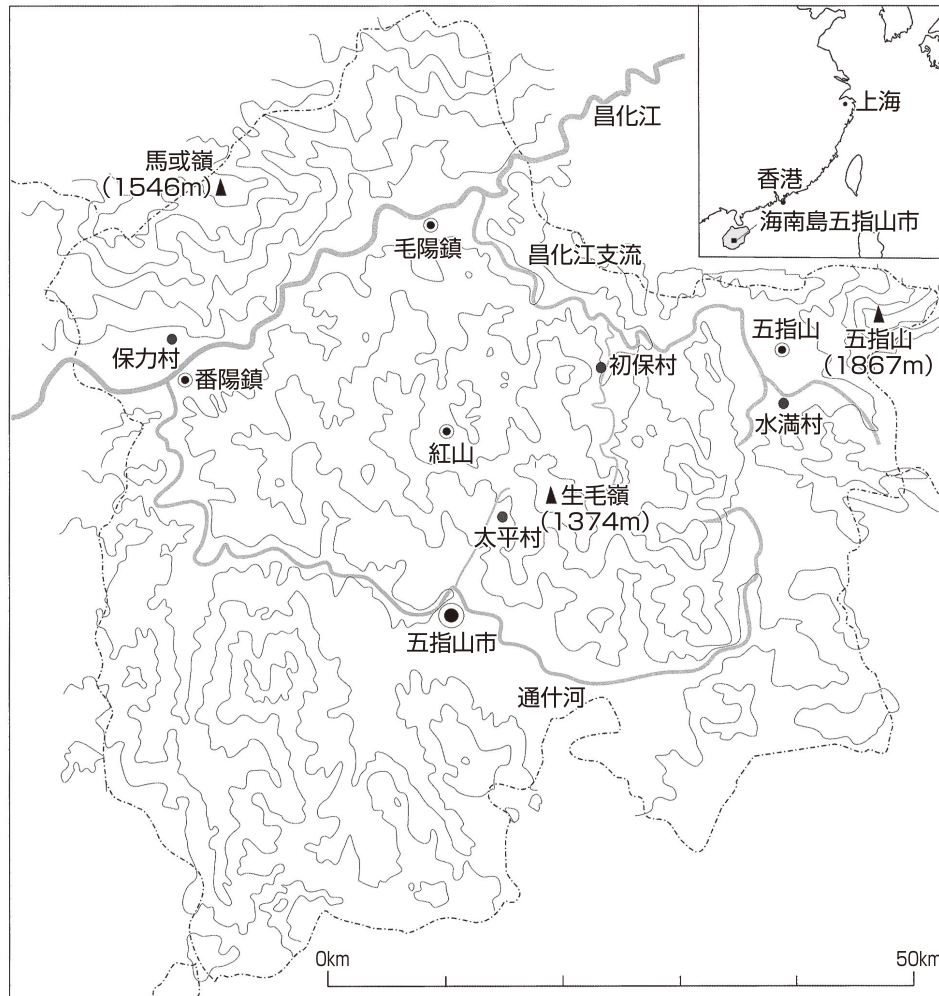 昌化江
上海
馬或嶺
(1546m)
香港
海南島五指山市
毛陽鎮
昌化江支流
五指山
五指山
(1867m)
保力村
番陽鎮
初保村
水満村
紅山
生毛嶺
(1374m)
太平村
五指山市
通什河
0km
50km